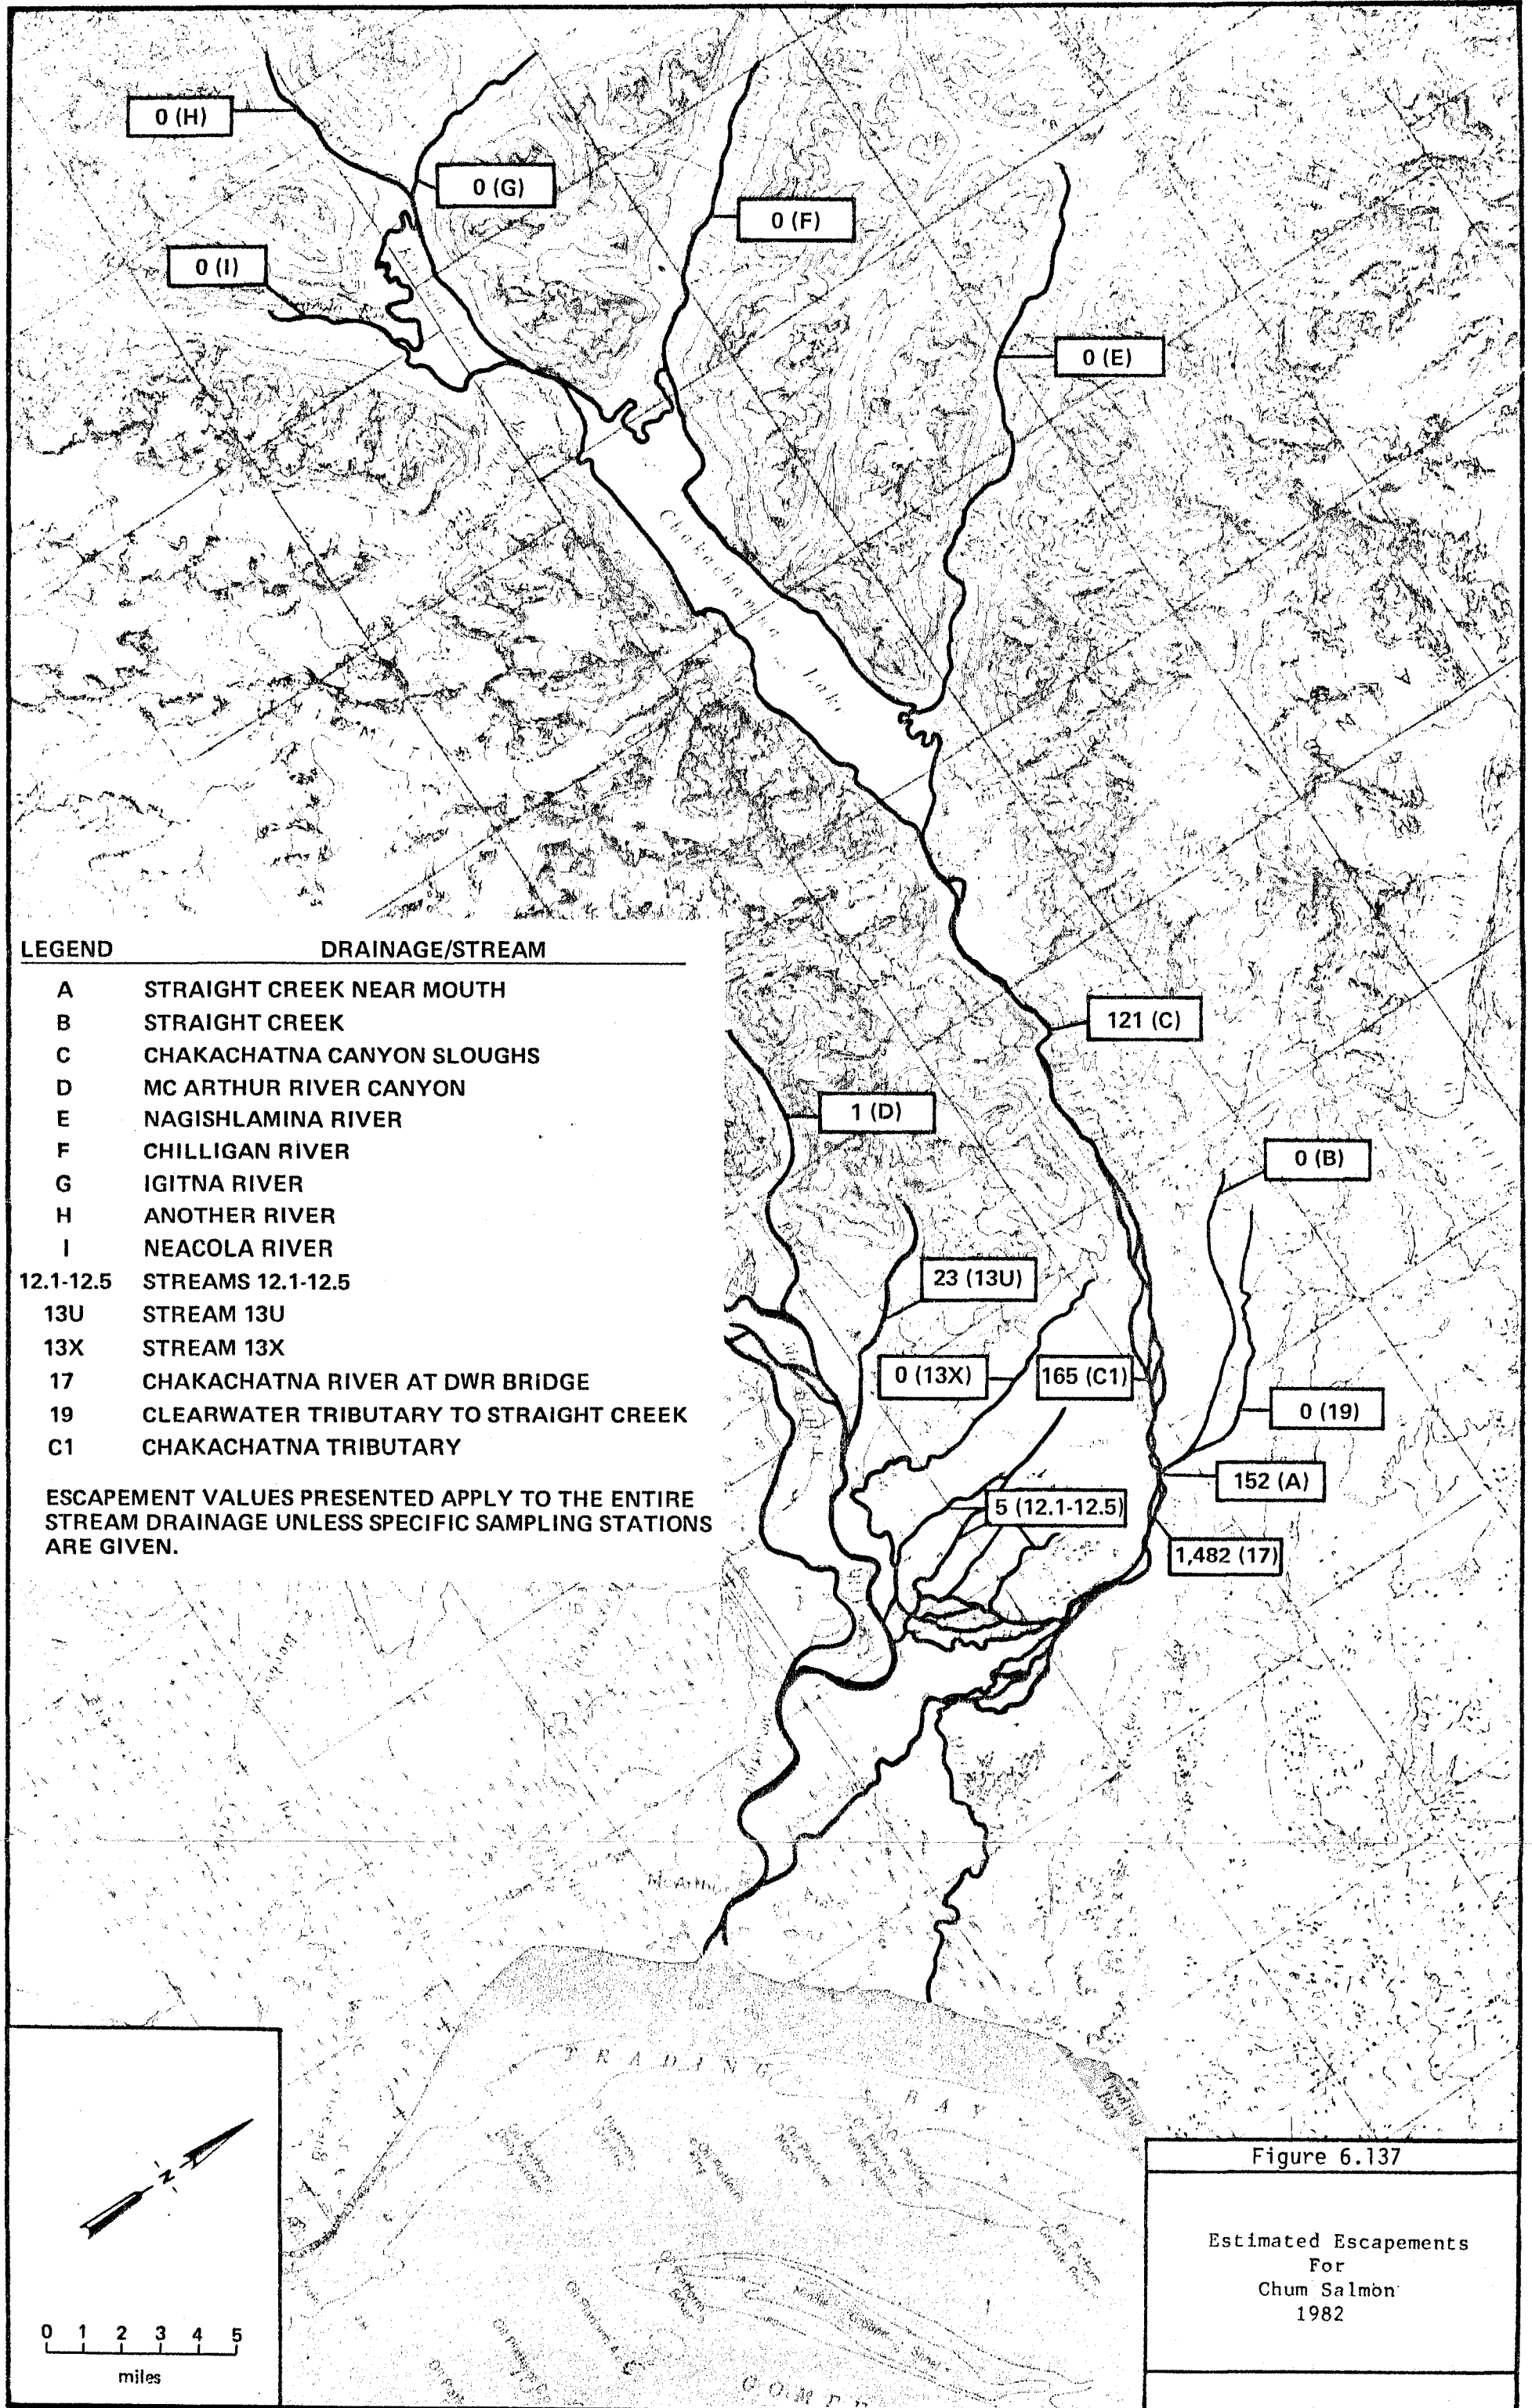 0 (H)
0 (G)
0 (F)
0 (I)
0 (E)
Lake
LEGEND DRAINAGE/STREAM
A STRAIGHT CREEK NEAR MOUTH
B STRAIGHT CREEK
C CHAKACHATNA CANYON SLOUGHS
D MC ARTHUR RIVER CANYON
E NAGISHLAMINA RIVER
F CHILLIGAN RIVER
G IGITNA RIVER
H ANOTHER RIVER
I NEACOLA RIVER
12.1-12.5 STREAMS 12.1-12.5
13U STREAM 13U
13X STREAM 13X
17 CHAKACHATNA RIVER AT DWR BRIDGE
19 CLEARWATER TRIBUTARY TO STRAIGHT CREEK
C1 CHAKACHATNA TRIBUTARY
ESCAPEMENT VALUES PRESENTED APPLY TO THE ENTIRE
STREAM DRAINAGE UNLESS SPECIFIC SAMPLING STATIONS
ARE GIVEN.
121 (C)
1 (D)
0 (B)
23 (13U)
0 (13X)
165 (C1)
0 (19)
152 (A)
5 (12.1-12.5)
1,482 (17)
TRADING
BAY
N
0 1 2 3 4 5
miles
Figure 6.137
Estimated Escapements
For
Chum Salmon
1982